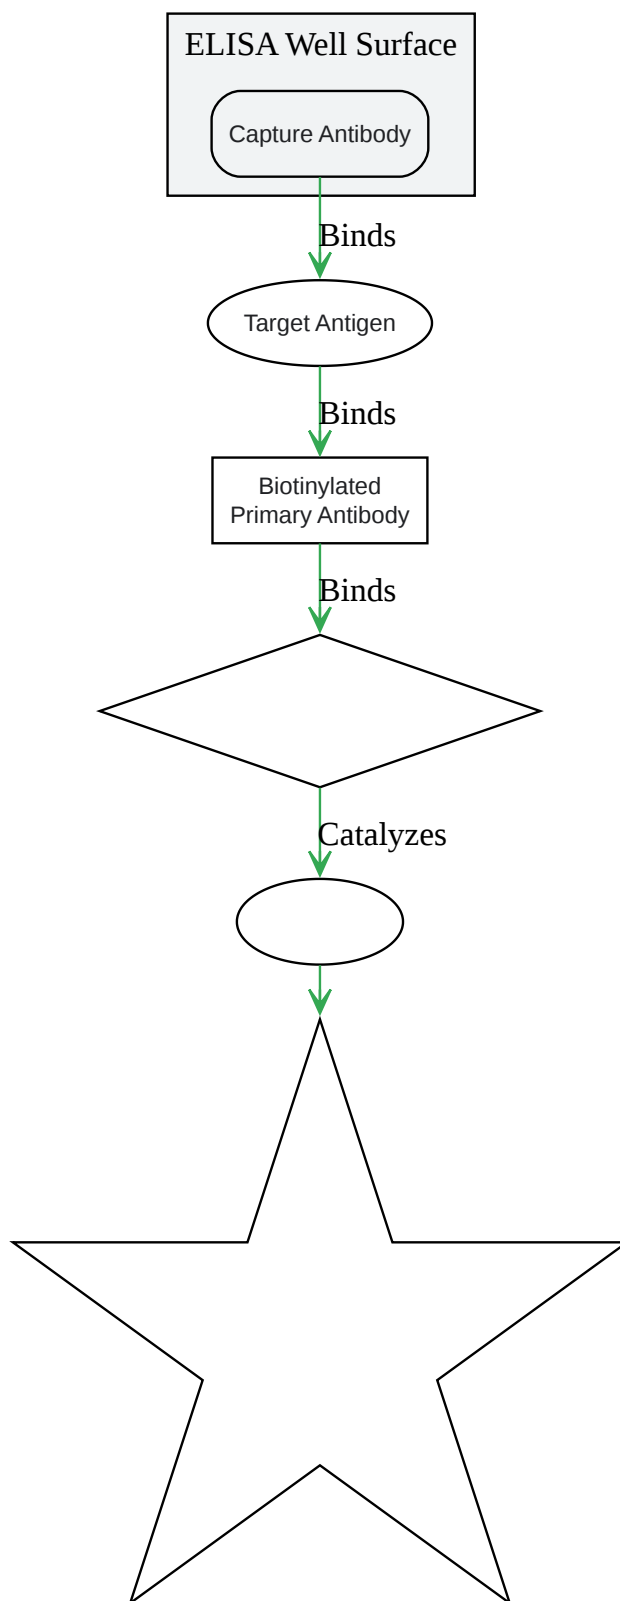 ELISA Well Surface
Capture Antibody
Binds
Target Antigen
Binds
Biotinylated
Primary Antibody
Binds
Catalyzes